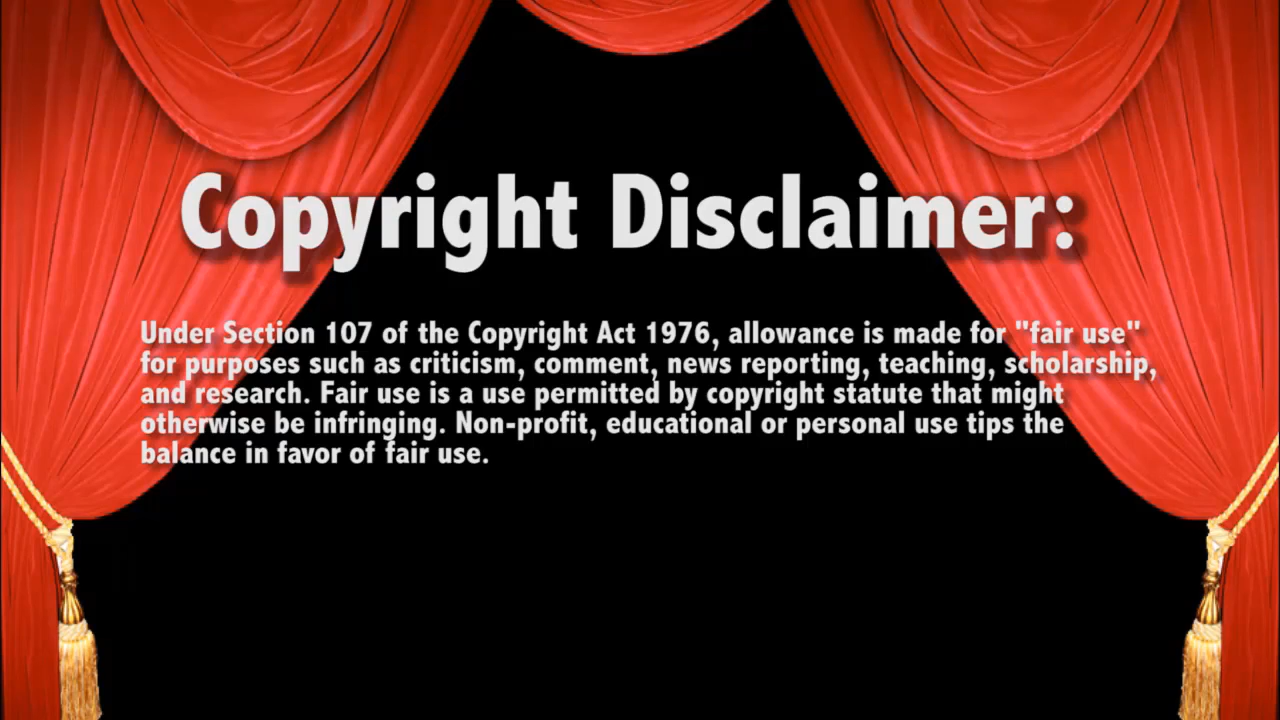 Copyright Disclaimer:
Under Section 107 of the Copyright Act 1976, allowance is made for "fair use"
for purposes such as criticism, comment, news reporting, teaching, scholarship,
and research. Fair use is a use permitted by copyright statute that might
otherwise be infringing. Non-profit, educational or personal use tips the
balance in favor of fair use.